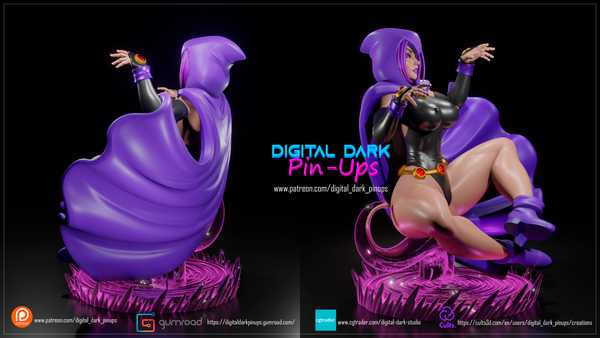 DIGITAL DARK
Pin-Ups
www.patreon.com/digital_dark_pinups
www.patreon.com/digital_dark_pinups
gumroad
https://digitaldarkpinups.gumroad.com/
cgtrader
www.cgtrader.com/digital-dark-studio
Cults
https://cults3d.com/en/users/digital_dark_pinups/creations